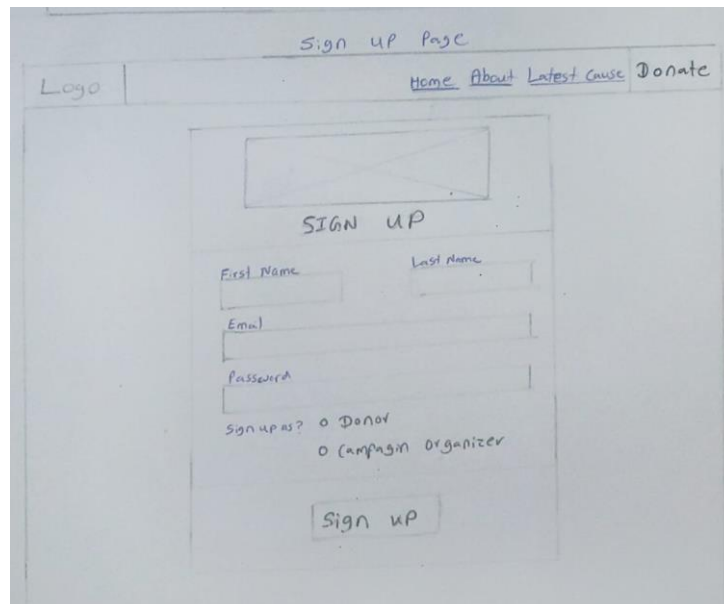 Sign up Page
Logo Home About Latest Cause Donate
SIGN UP
First Name Last Name
Email
Password
Sign up as? o Donor
o Campagin organizer
Sign up